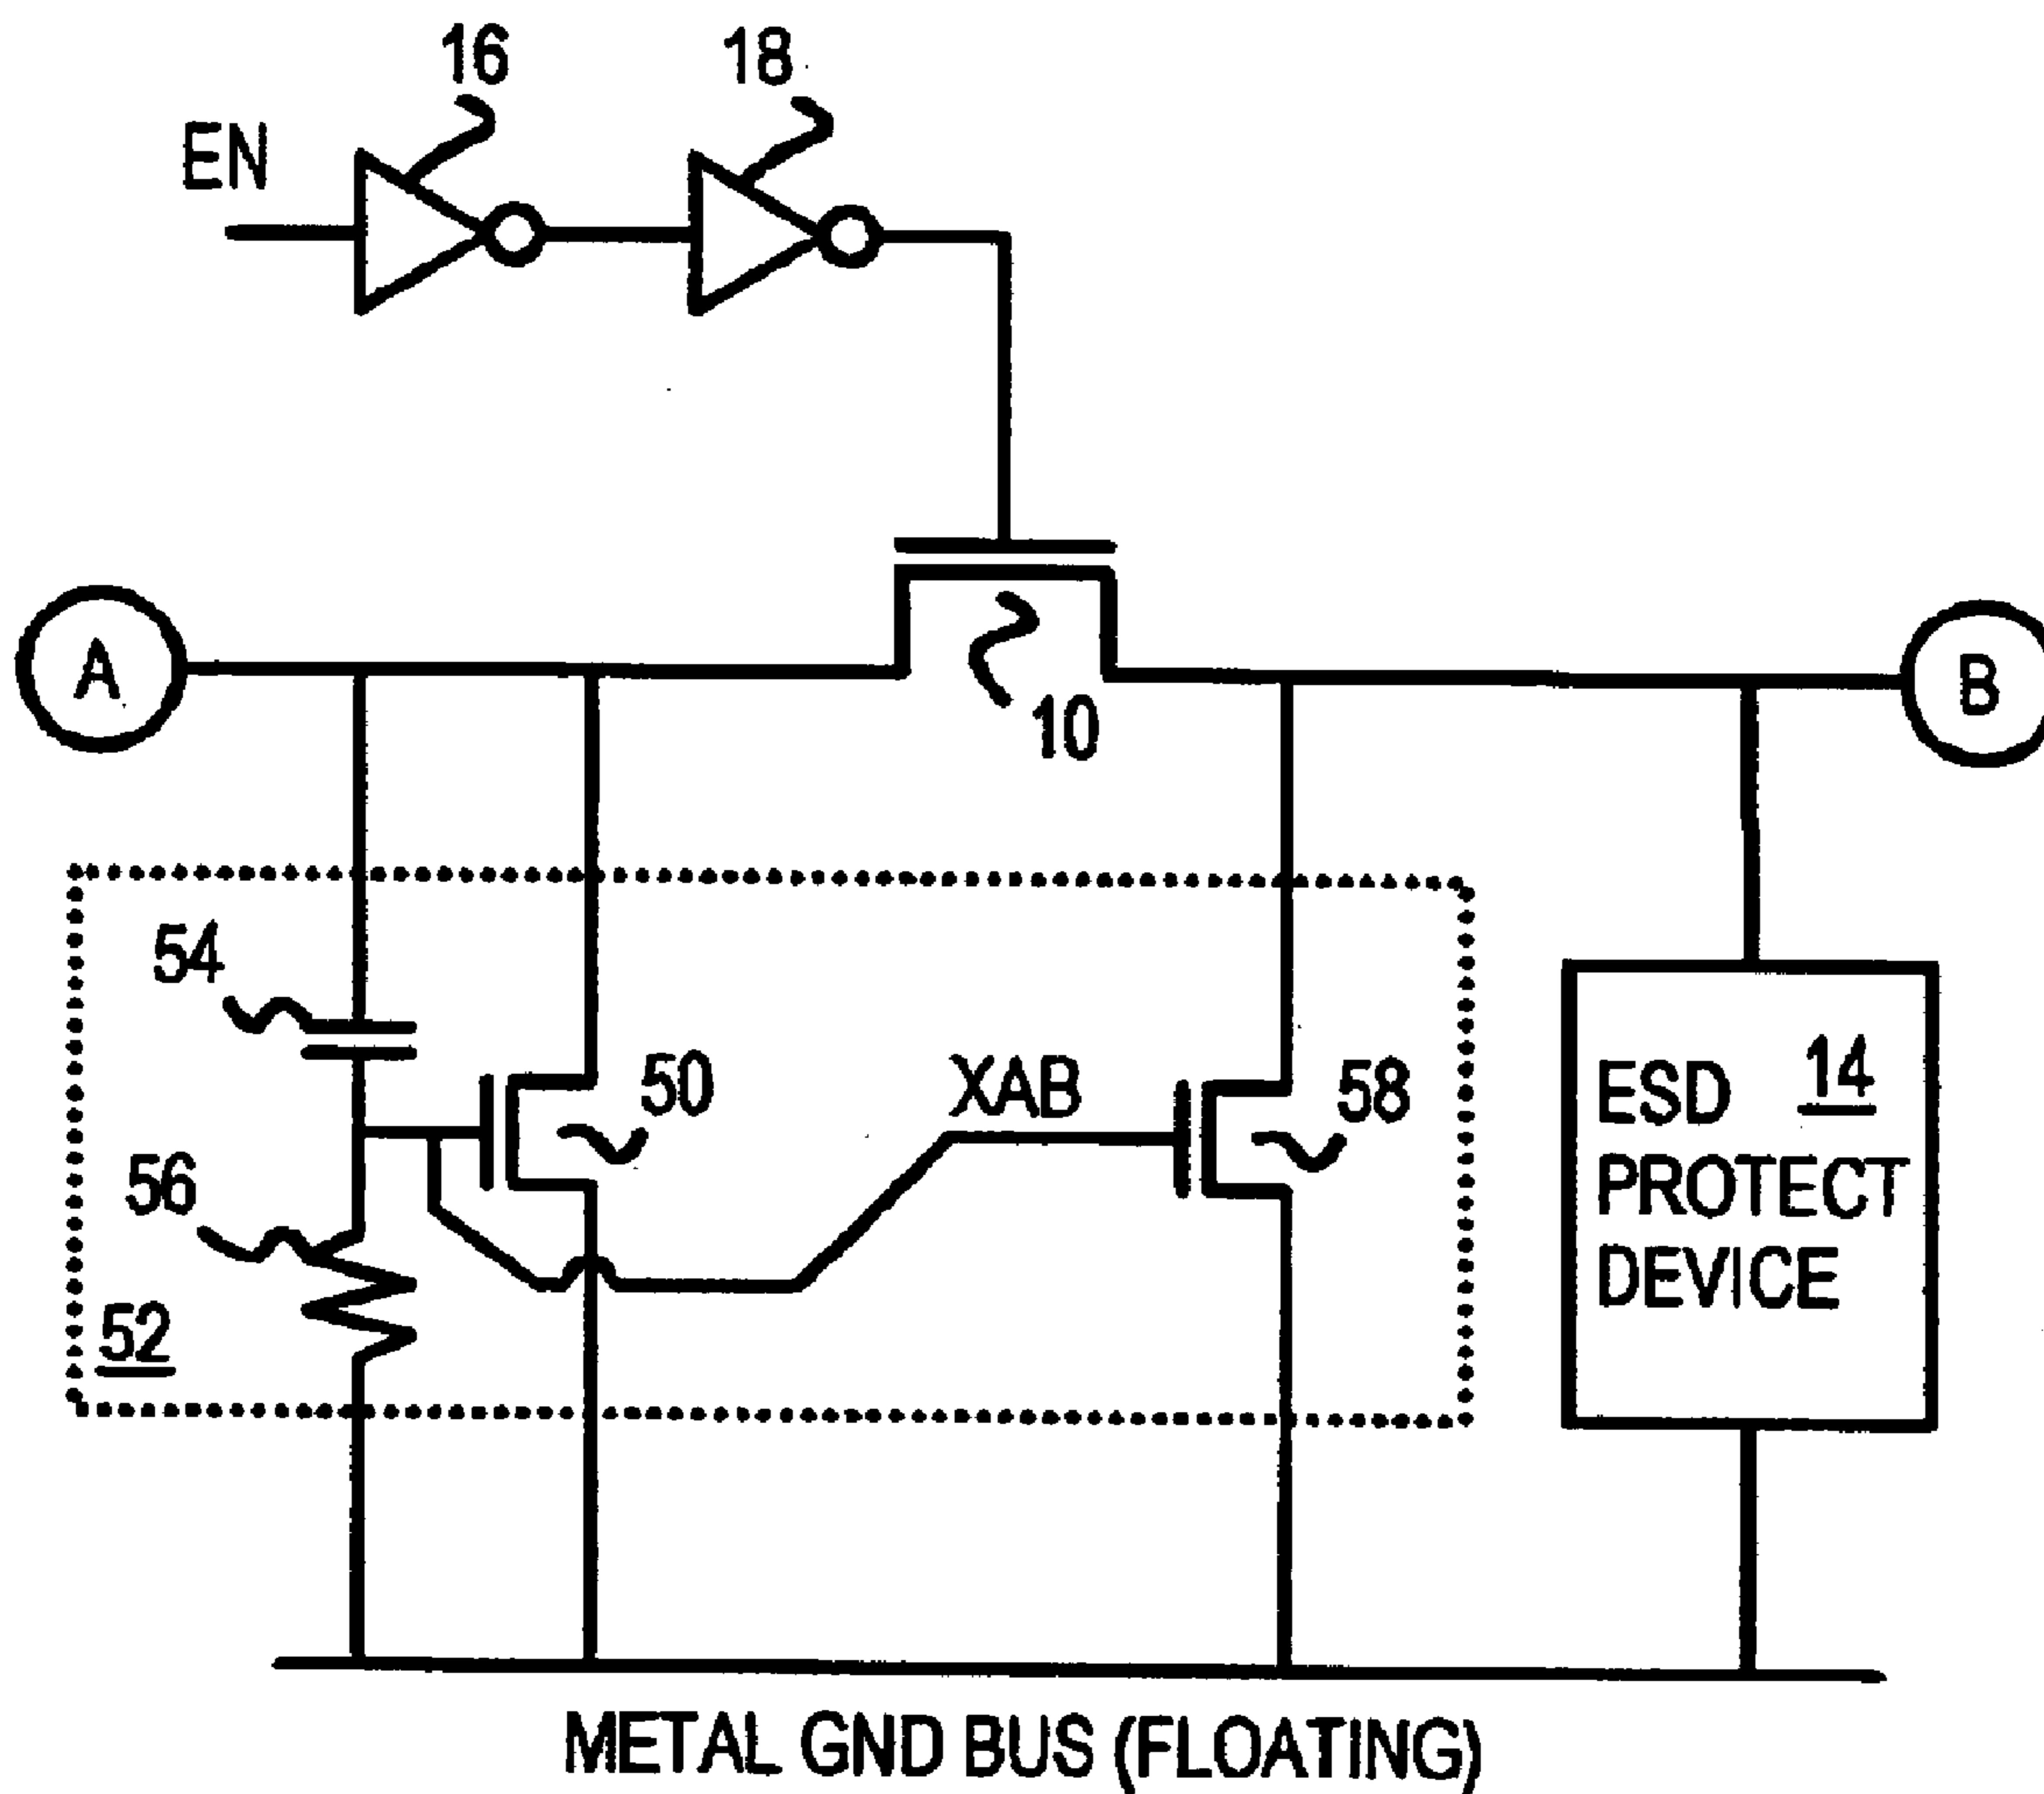 16
18
EN
A
B
10
54
50
XAB
58
ESD 14
PROTECT
DEVICE
56
52
METAL GND BUS (FLOATING)